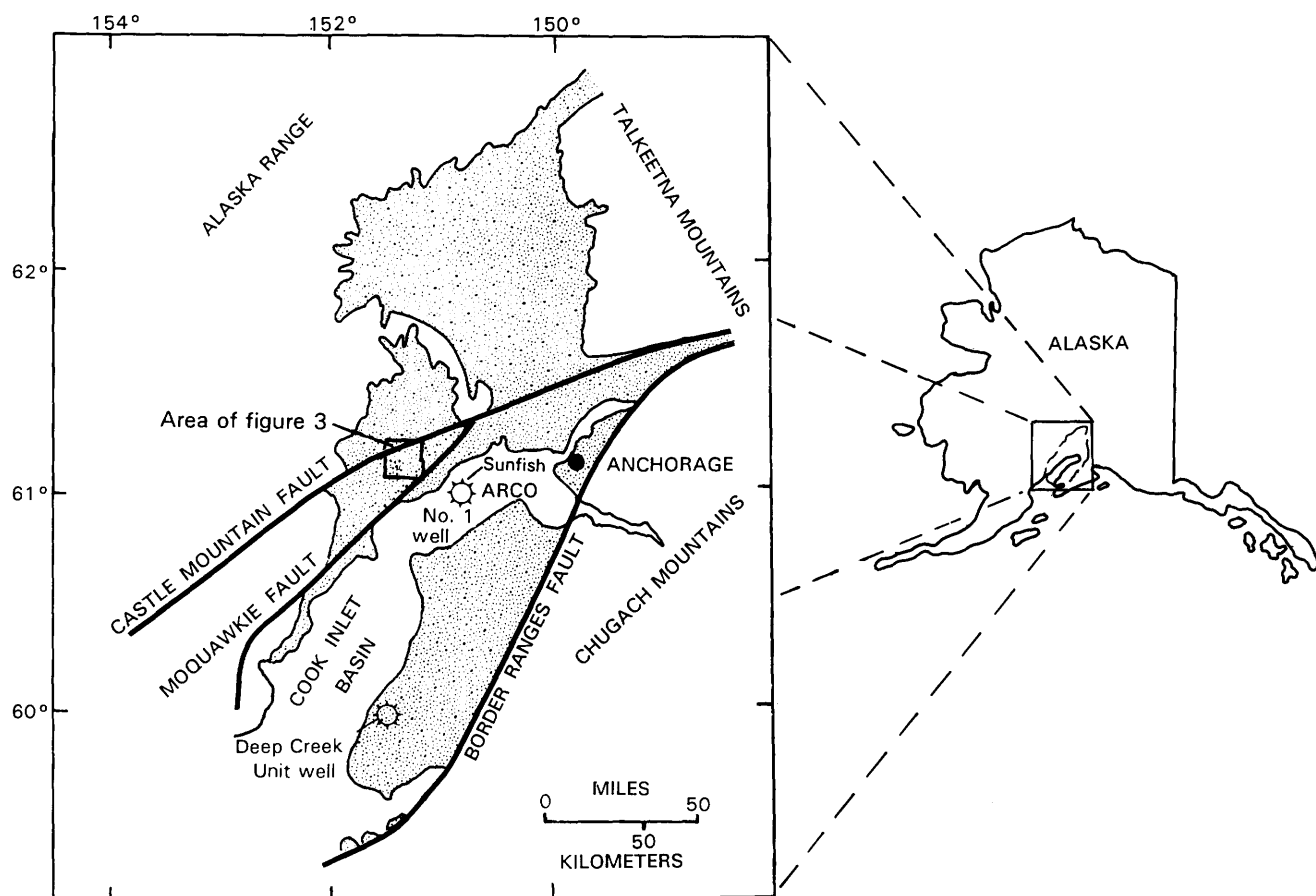 154° 152° 150°
ALASKA RANGE
TALKEETNA MOUNTAINS
62°
ALASKA
Area of figure 3
Sunfish
ANCHORAGE
61°
ARCO
No. 1
well
CASTLE MOUNTAIN FAULT
MOQUAWKIE FAULT
COOK INLET
BASIN
BORDER RANGES FAULT
CHUGACH MOUNTAINS
60°
Deep Creek
Unit well
MILES
0 50
50
KILOMETERS